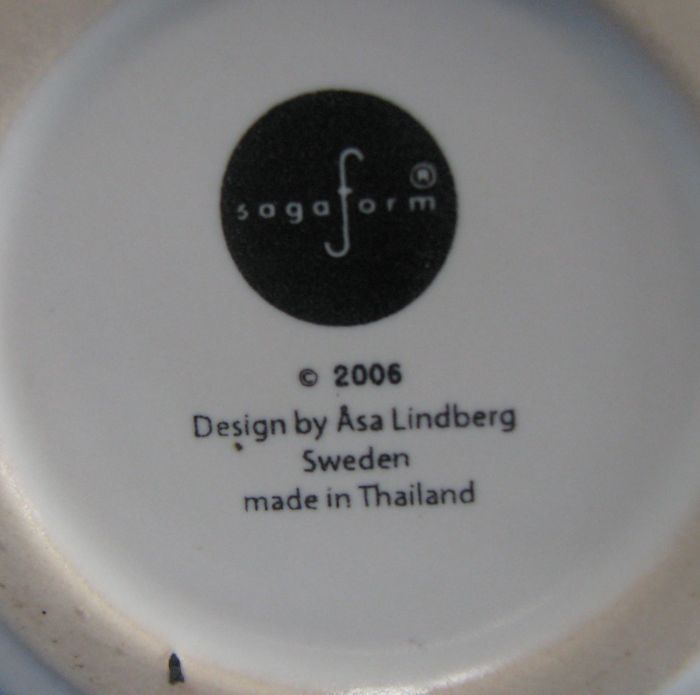 sagaform®
© 2006
Design by Åsa Lindberg
Sweden
made in Thailand